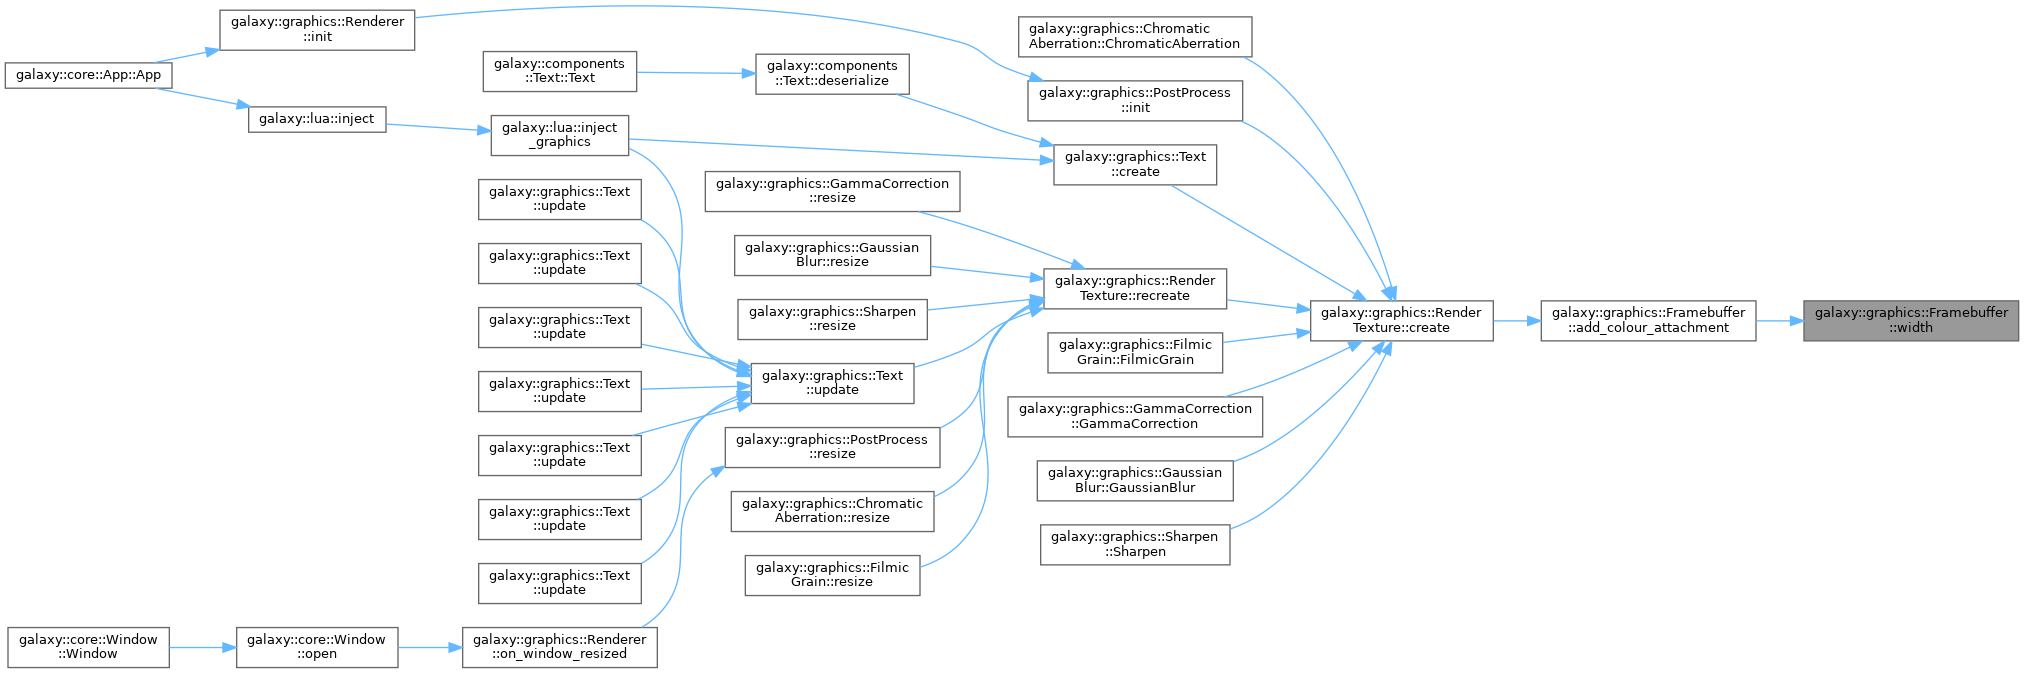 galaxy::graphics::Renderer
::init
galaxy::core::App::App
galaxy::lua::inject
galaxy::components
::Text::Text
galaxy::components
::Text::deserialize
galaxy::lua::inject
_graphics
galaxy::graphics::Chromatic
Aberration::ChromaticAberration
galaxy::graphics::PostProcess
::init
galaxy::graphics::Text
::create
galaxy::graphics::Text
::update
galaxy::graphics::Text
::update
galaxy::graphics::Text
::update
galaxy::graphics::Text
::update
galaxy::graphics::Text
::update
galaxy::graphics::Text
::update
galaxy::graphics::Text
::update
galaxy::graphics::GammaCorrection
::resize
galaxy::graphics::Gaussian
Blur::resize
galaxy::graphics::Sharpen
::resize
galaxy::graphics::Text
::update
galaxy::graphics::PostProcess
::resize
galaxy::graphics::Chromatic
Aberration::resize
galaxy::graphics::Filmic
Grain::resize
galaxy::graphics::Render
Texture::recreate
galaxy::graphics::Filmic
Grain::FilmicGrain
galaxy::graphics::GammaCorrection
::GammaCorrection
galaxy::graphics::Gaussian
Blur::GaussianBlur
galaxy::graphics::Sharpen
::Sharpen
galaxy::graphics::Render
Texture::create
galaxy::graphics::Framebuffer
::add_colour_attachment
galaxy::graphics::Framebuffer
::width
galaxy::core::Window
::Window
galaxy::core::Window
::open
galaxy::graphics::Renderer
::on_window_resized